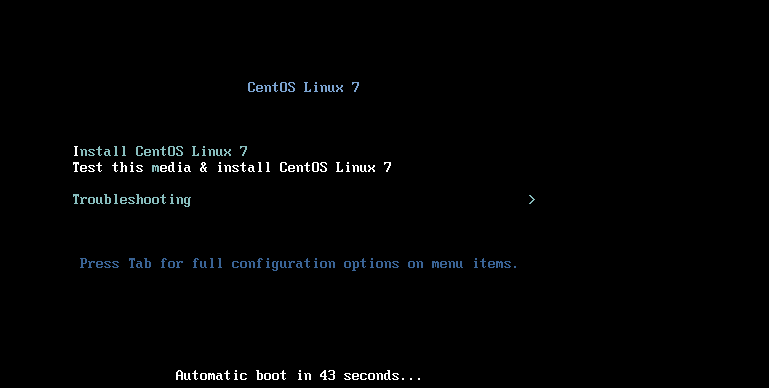 CentOS Linux 7
Install CentOS Linux 7
Test this media & install CentOS Linux 7
Troubleshooting >
Press Tab for full configuration options on menu items.
Automatic boot in 43 seconds...